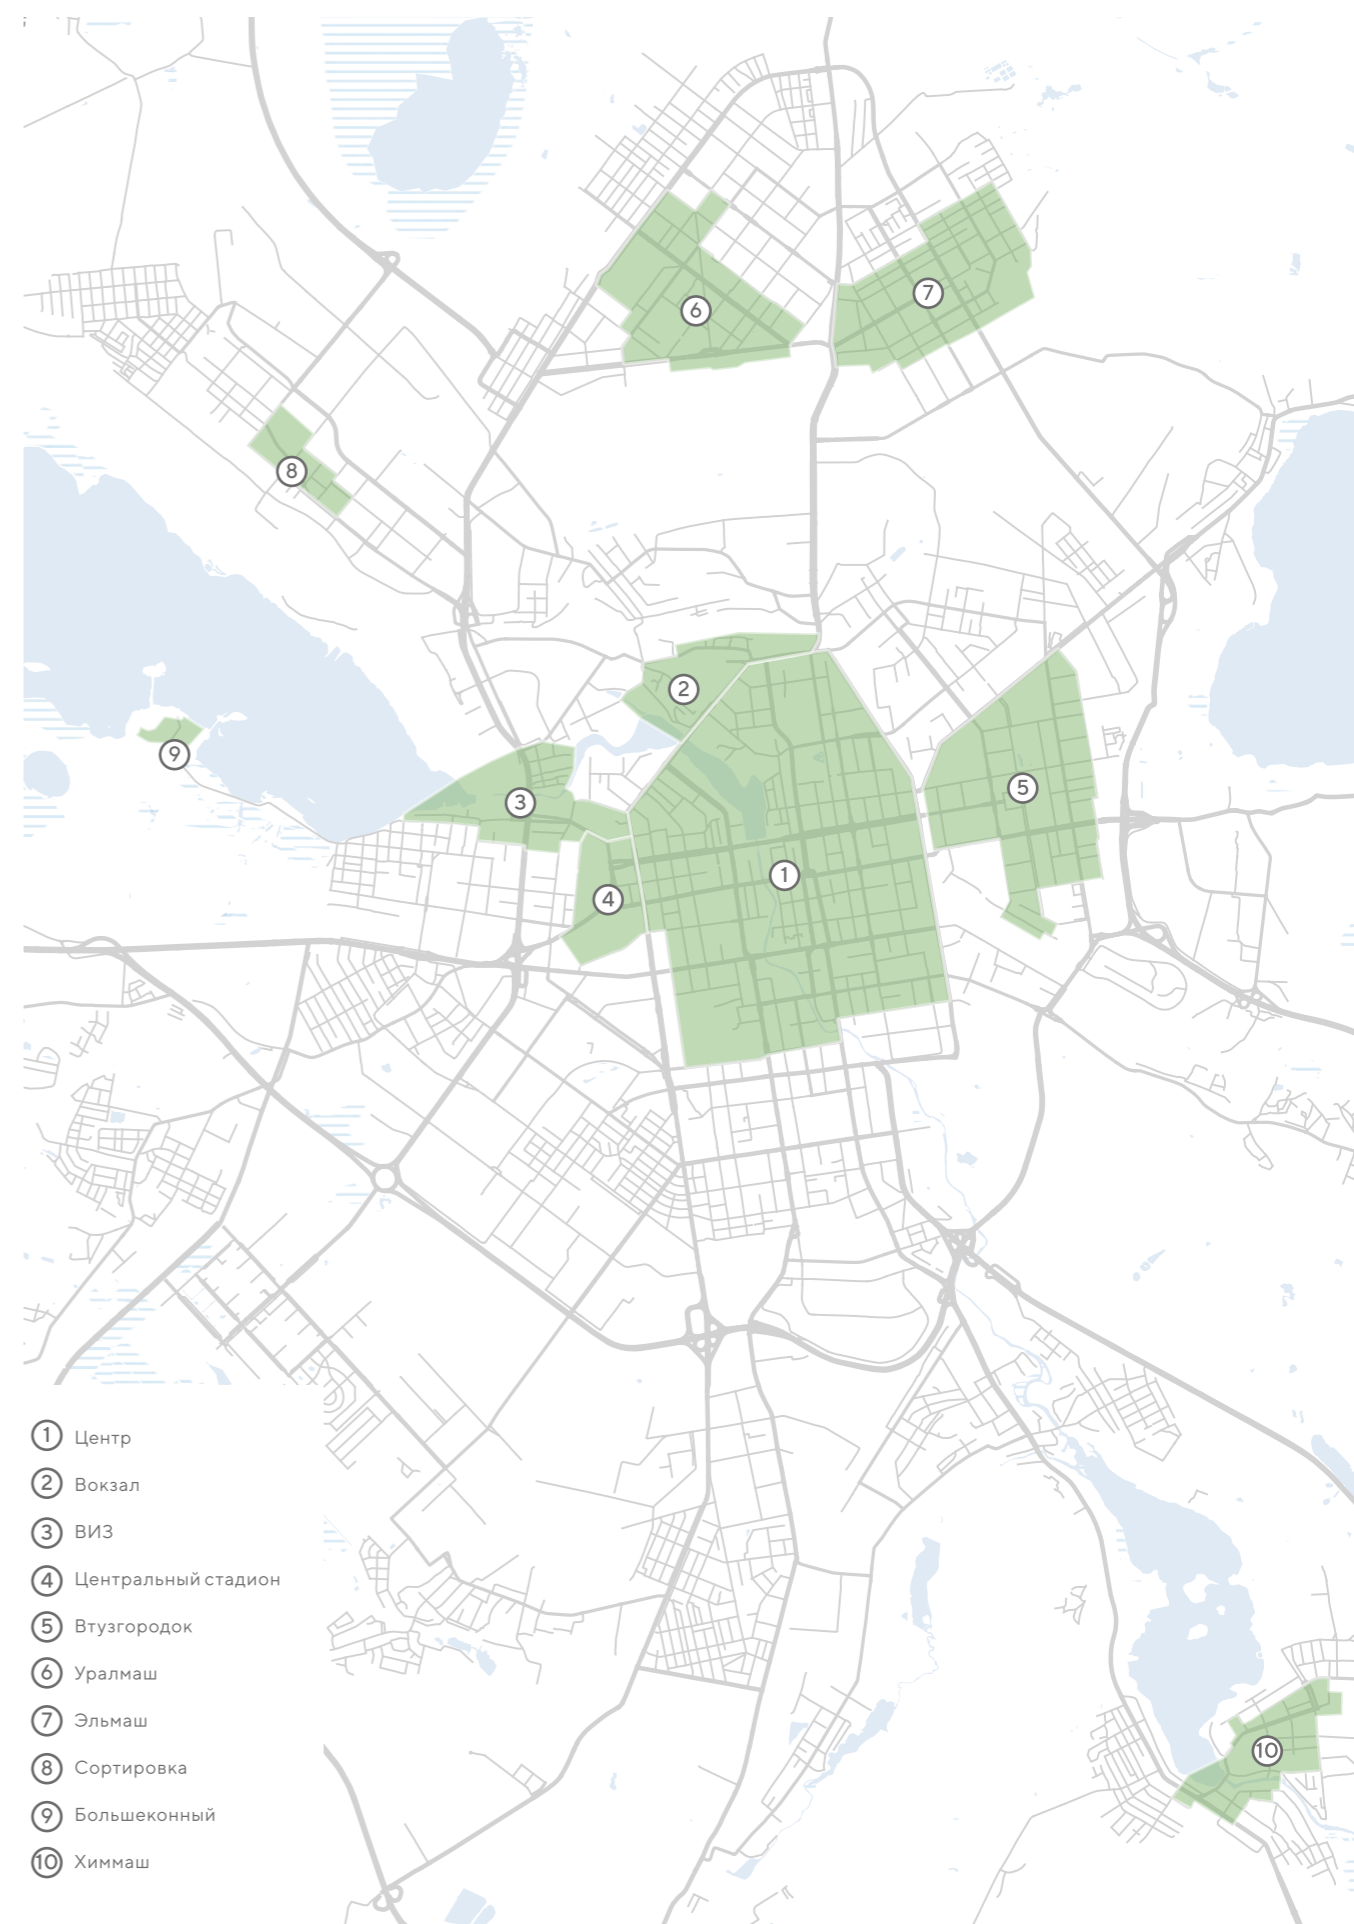 6
7
8
2
9
3
5
1
4
10
1 Центр
2 Вокзал
3 ВИЗ
4 Центральный стадион
5 Втузгородок
6 Уралмаш
7 Эльмаш
8 Сортировка
9 Большеконный
10 Химмаш